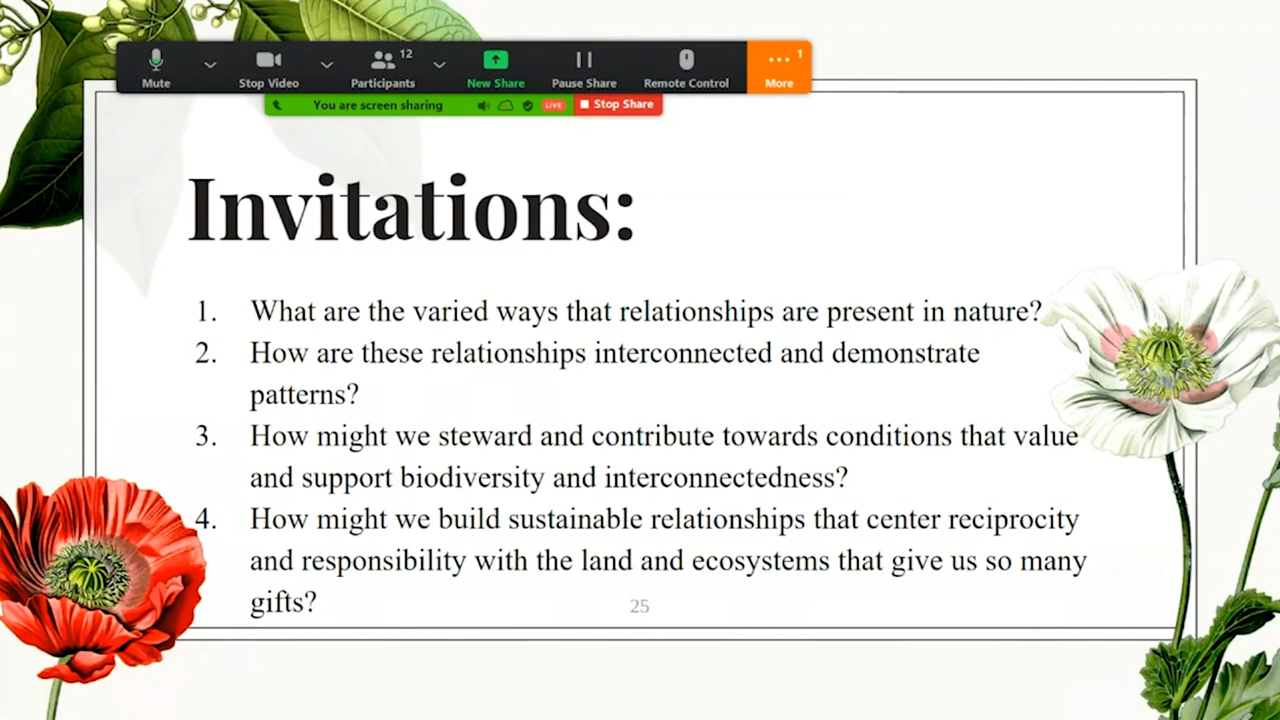 12
1
Mute
Stop Video
Participants
New Share
Pause Share
Remote Control
More
You are screen sharing
LIVE
Stop Share
Invitations:
1. What are the varied ways that relationships are present in nature?
2. How are these relationships interconnected and demonstrate
patterns?
3. How might we steward and contribute towards conditions that value
and support biodiversity and interconnectedness?
4. How might we build sustainable relationships that center reciprocity
and responsibility with the land and ecosystems that give us so many
gifts?
25